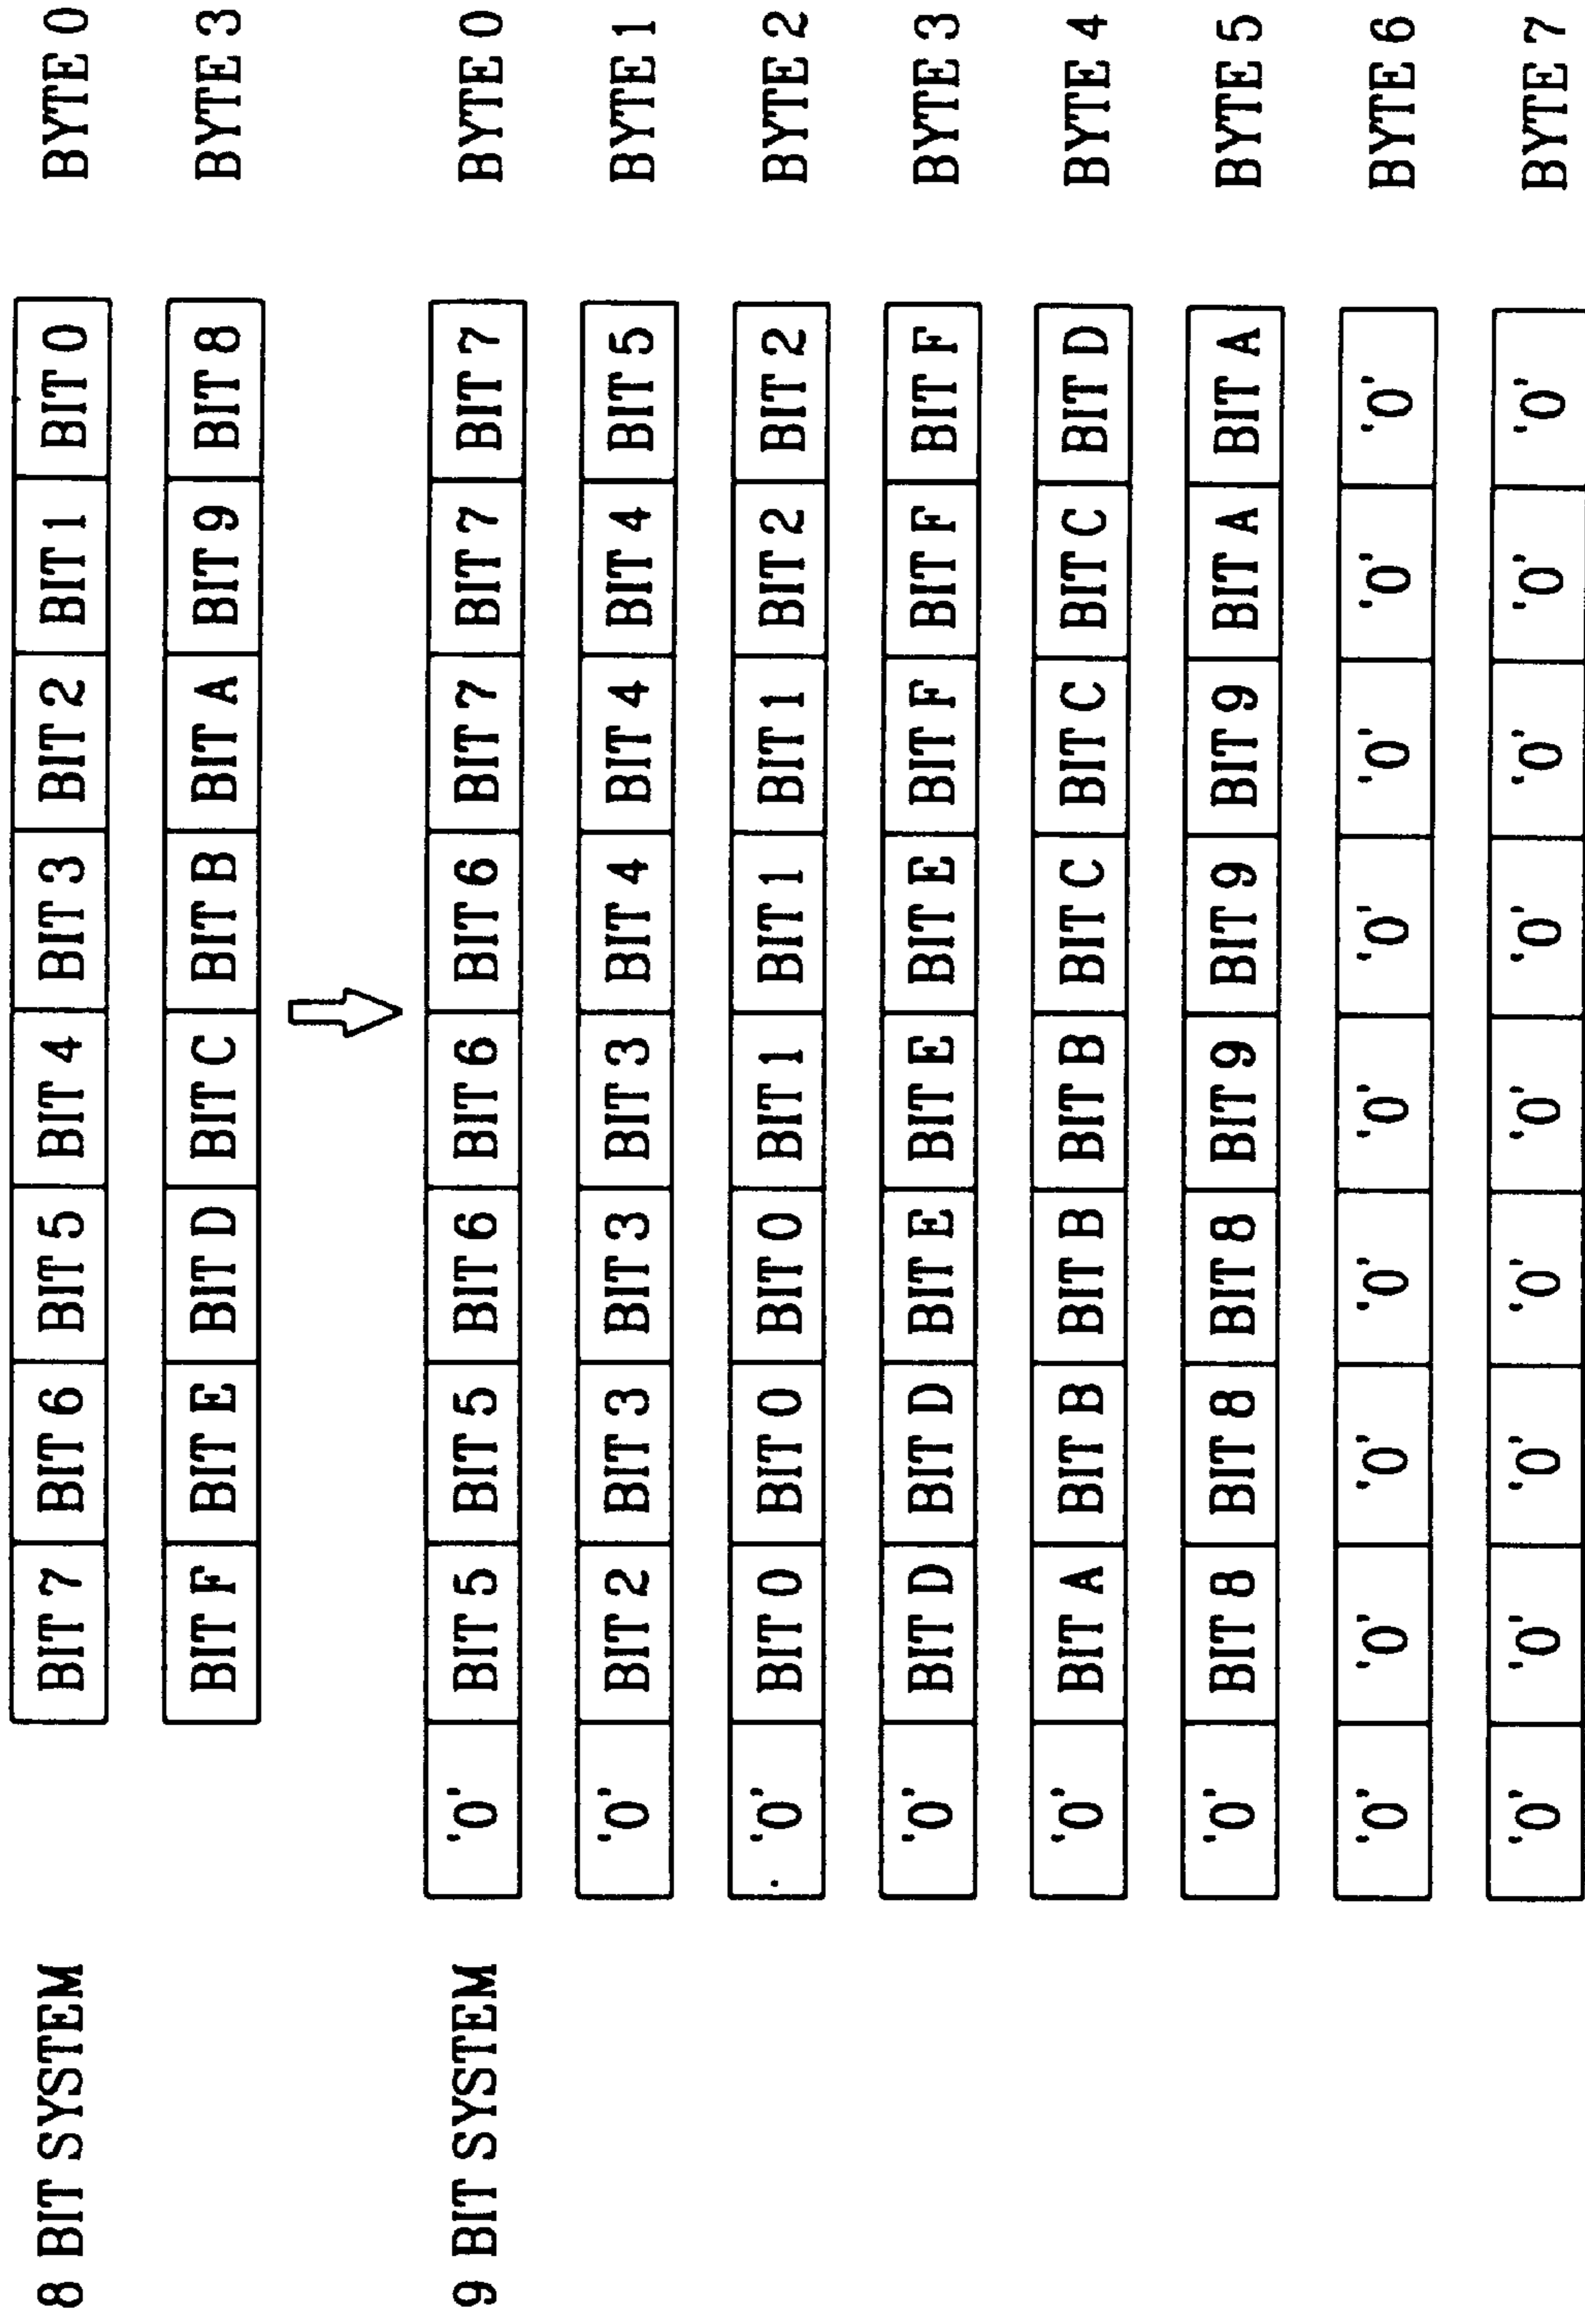 8 BIT SYSTEM BIT 7 BIT 6 BIT 5 BIT 4 BIT 3 BIT 2 BIT 1 BIT 0 BYTE 0
BIT F BIT E BIT D BIT C BIT B BIT A BIT 9 BIT 8 BYTE 3
9 BIT SYSTEM '0' BIT 5 BIT 5 BIT 6 BIT 6 BIT 6 BIT 7 BIT 7 BIT 7 BYTE 0
'0' BIT 2 BIT 3 BIT 3 BIT 3 BIT 4 BIT 4 BIT 4 BIT 5 BYTE 1
'0' BIT 0 BIT 0 BIT 0 BIT 1 BIT 1 BIT 1 BIT 2 BIT 2 BYTE 2
'0' BIT D BIT D BIT E BIT E BIT E BIT F BIT F BIT F BYTE 3
'0' BIT A BIT B BIT B BIT B BIT C BIT C BIT C BIT D BYTE 4
'0' BIT 8 BIT 8 BIT 8 BIT 9 BIT 9 BIT 9 BIT A BIT A BYTE 5
'0' '0' '0' '0' '0' '0' '0' '0' '0' BYTE 6
'0' '0' '0' '0' '0' '0' '0' '0' '0' BYTE 7